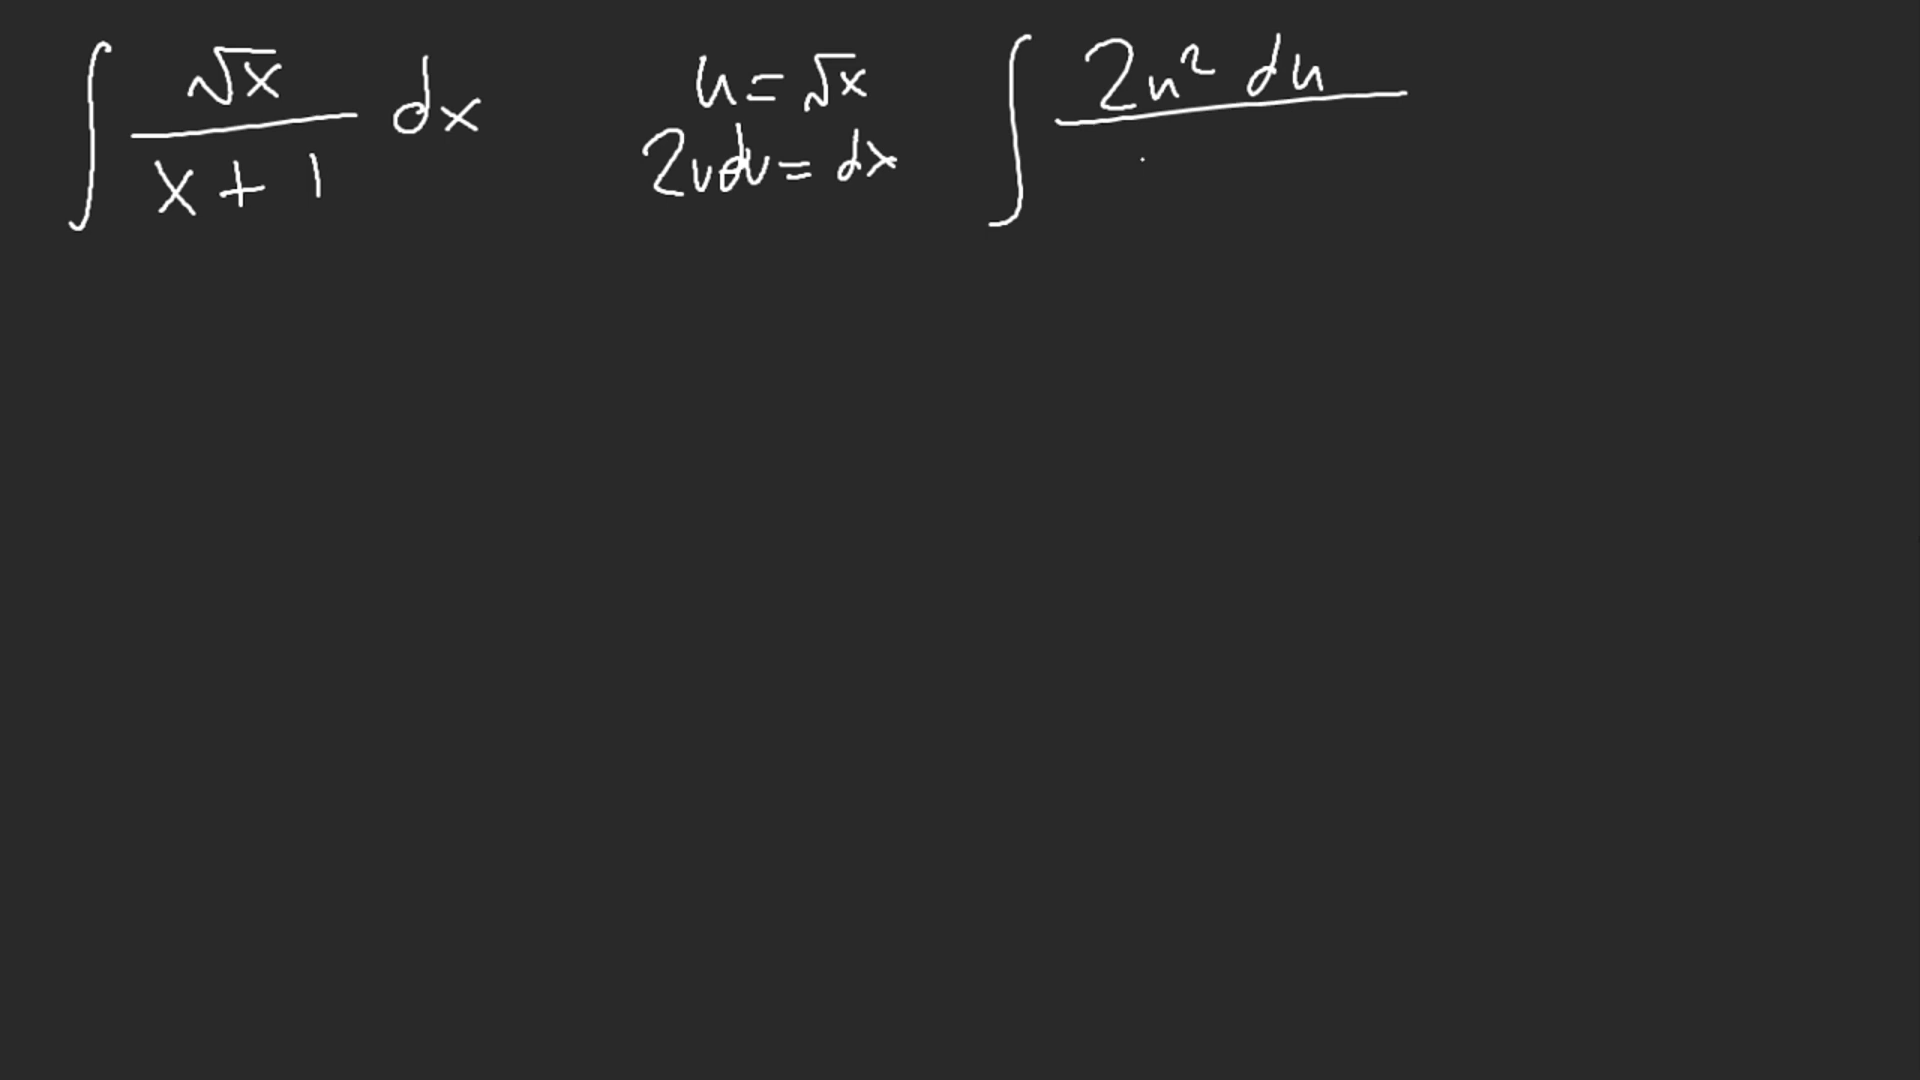 ∫ √x / x + 1 dx
u = √x
2udu = dx
∫ 2u² du